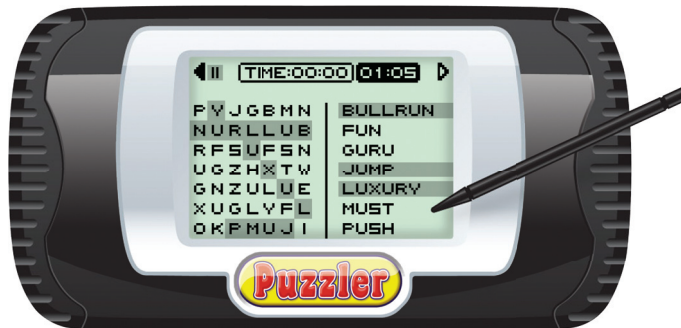 TIME:00:00 01:05
PYJGBMN BULLRUN
NURLLUB FUN
RFSUFSN GURU
UGZHXTW JUMP
GNZULUE LUXURY
XUGLYFL MUST
OKPMUJI PUSH
Puzzler